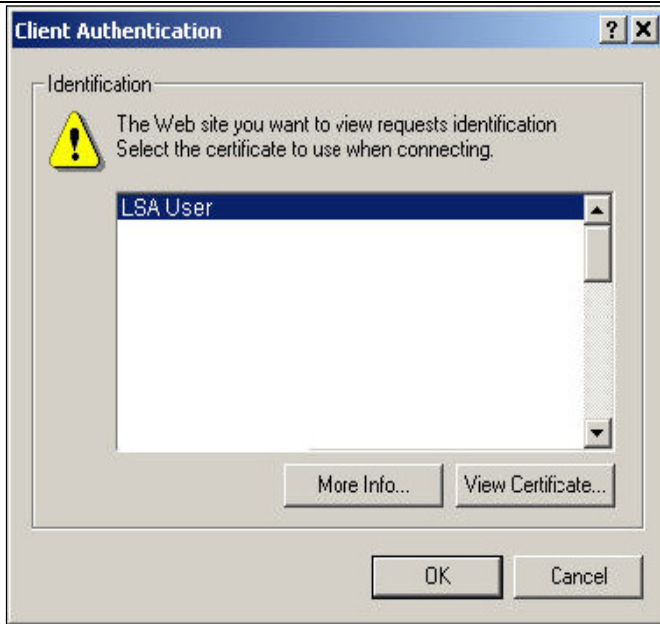 Client Authentication
Identification
The Web site you want to view requests identification
Select the certificate to use when connecting.
LSA User
More Info...
View Certificate...
OK
Cancel